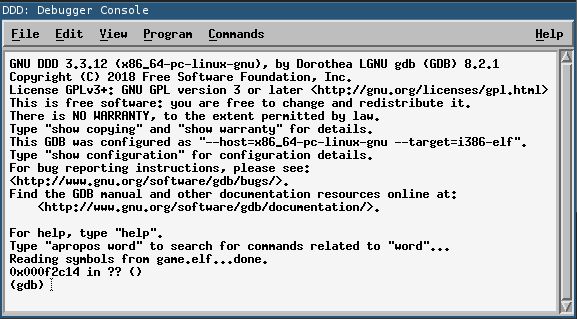 DDD: Debugger Console
File Edit View Program Commands Help
GNU DDD 3.3.12 (x86_64-pc-linux-gnu), by Dorothea LGNU gdb (GDB) 8.2.1
Copyright (C) 2018 Free Software Foundation, Inc.
License GPLv3+: GNU GPL version 3 or later <http://gnu.org/licenses/gpl.html>
This is free software: you are free to change and redistribute it.
There is NO WARRANTY, to the extent permitted by law.
Type "show copying" and "show warranty" for details.
This GDB was configured as "--host=x86_64-pc-linux-gnu --target=i386-elf".
Type "show configuration" for configuration details.
For bug reporting instructions, please see:
<http://www.gnu.org/software/gdb/bugs/>.
Find the GDB manual and other documentation resources online at:
<http://www.gnu.org/software/gdb/documentation/>.
For help, type "help".
Type "apropos word" to search for commands related to "word"...
Reading symbols from game.elf...done.
0x000f2c14 in ?? ()
(gdb)